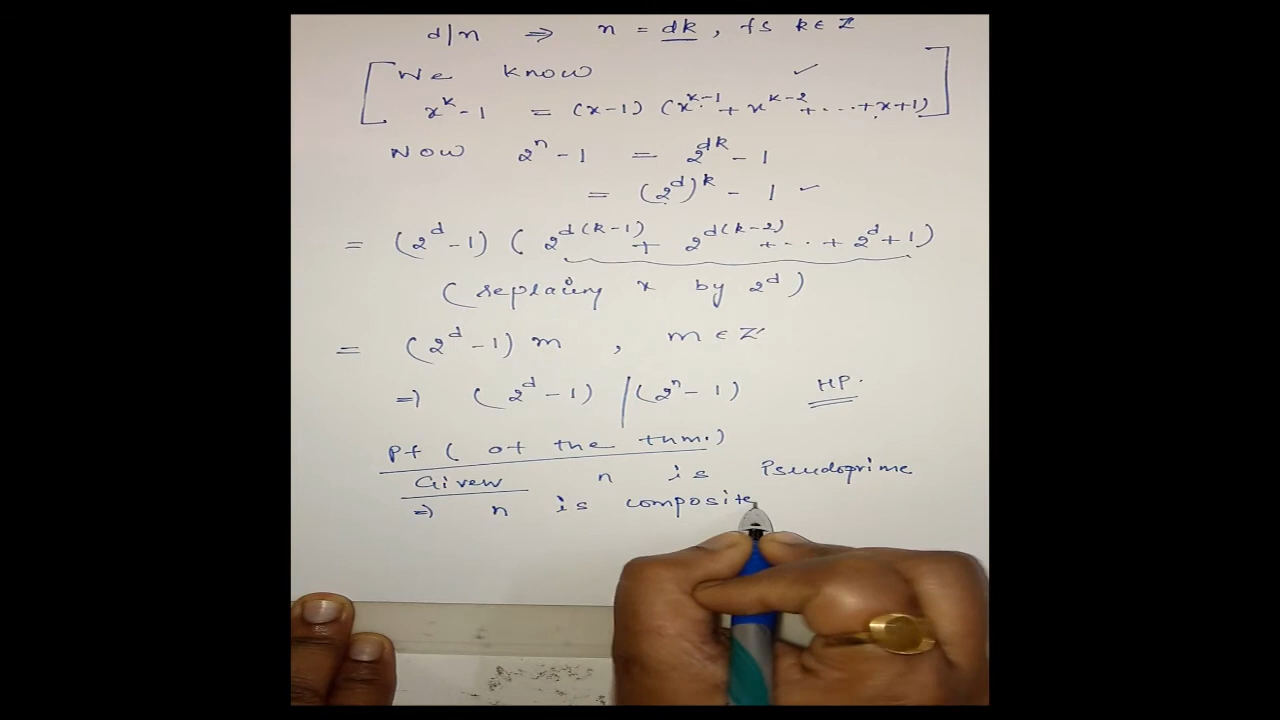 d|n ⇒ n = dk, fs k ∈ Z
We know ✓
x^k - 1 = (x-1) (x^{k-1} + x^{k-2} + ... + x + 1)
Now 2^n - 1 = 2^{dk} - 1
= (2^d)^k - 1 ✓
= (2^d - 1) (2^{d(k-1)} + 2^{d(k-2)} + ... + 2^d + 1)
(replacing x by 2^d)
= (2^d - 1) m , m ∈ Z
⇒ (2^d - 1) | (2^n - 1) HP.
Pf (of the thm.)
Given n is Pseudoprime
⇒ n is composite